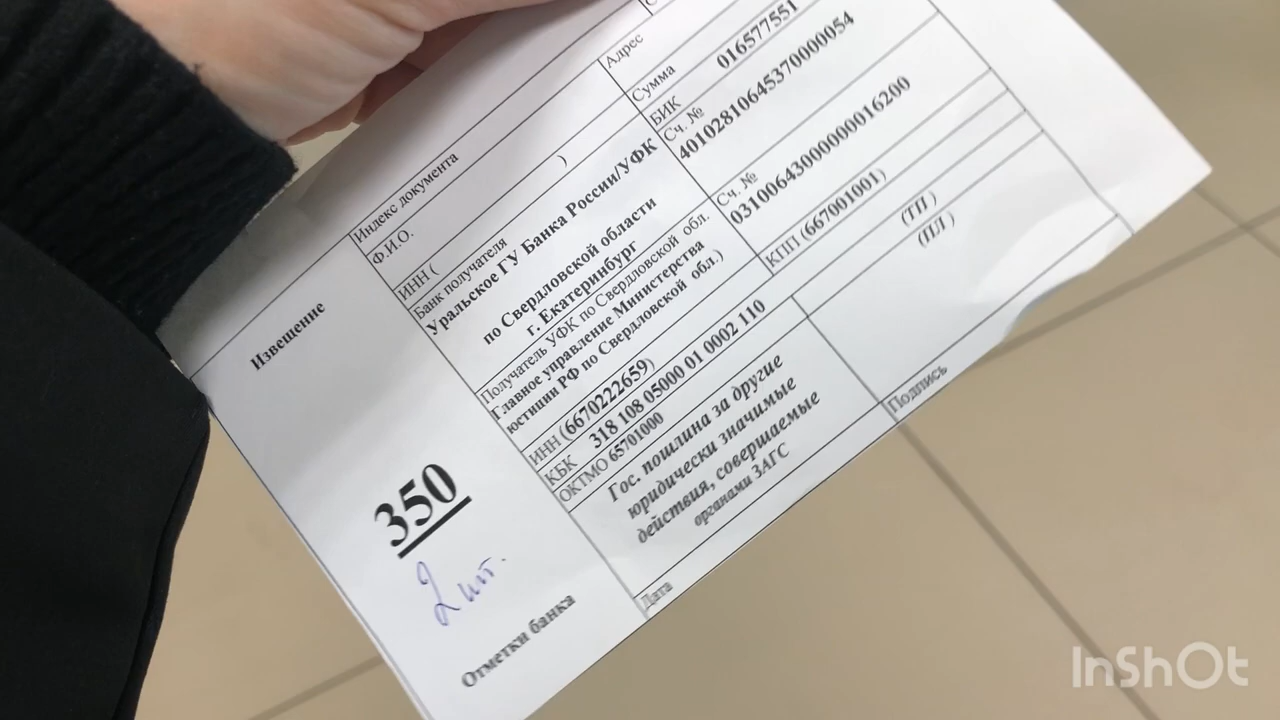 Извещение
350
2 шт.
Отметки банка
Индекс документа
Ф.И.О.
Адрес
ИНН (
)
Сумма
Банк получателя
Уральское ГУ Банка России/УФК
по Свердловской области
г. Екатеринбург
БИК
016577551
Сч. №
40102810645370000054
Получатель УФК по Свердловской обл.
Главное управление Министерства
юстиции РФ по Свердловской обл.)
Сч. №
03100643000000016200
ИНН (6670222659)
КПП (667001001)
КБК 318 108 05000 01 0002 110
(ТП )
ОКТМО 65701000
(ПЛ )
Гос. пошлина за другие
юридически значимые
действия, совершаемые
органами ЗАГС
Дата
Подпись
InShOt